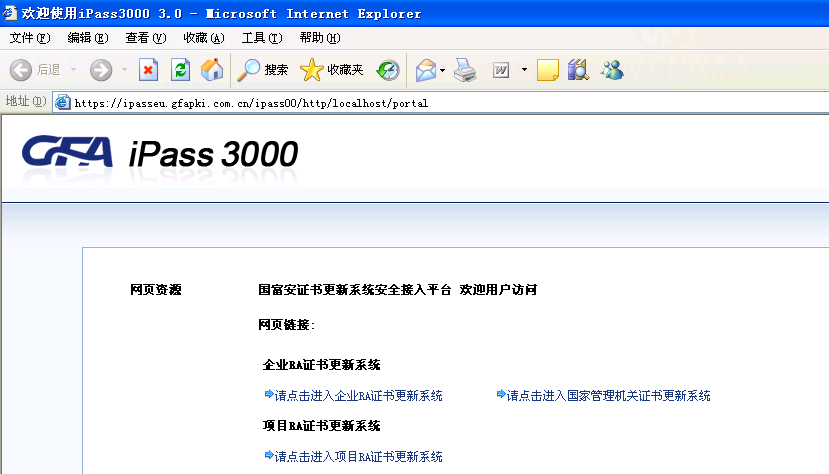 欢迎使用iPass3000 3.0 - Microsoft Internet Explorer
文件(F) 编辑(E) 查看(V) 收藏(A) 工具(T) 帮助(H)
后退 搜索 收藏夹
地址(D) https://ipasseu.gfapki.com.cn/ipass00/http/localhost/portal
GFA iPass 3000
网页资源 国富安证书更新系统安全接入平台 欢迎用户访问
网页链接:
企业RA证书更新系统
请点击进入企业RA证书更新系统 请点击进入国家管理机关证书更新系统
项目RA证书更新系统
请点击进入项目RA证书更新系统